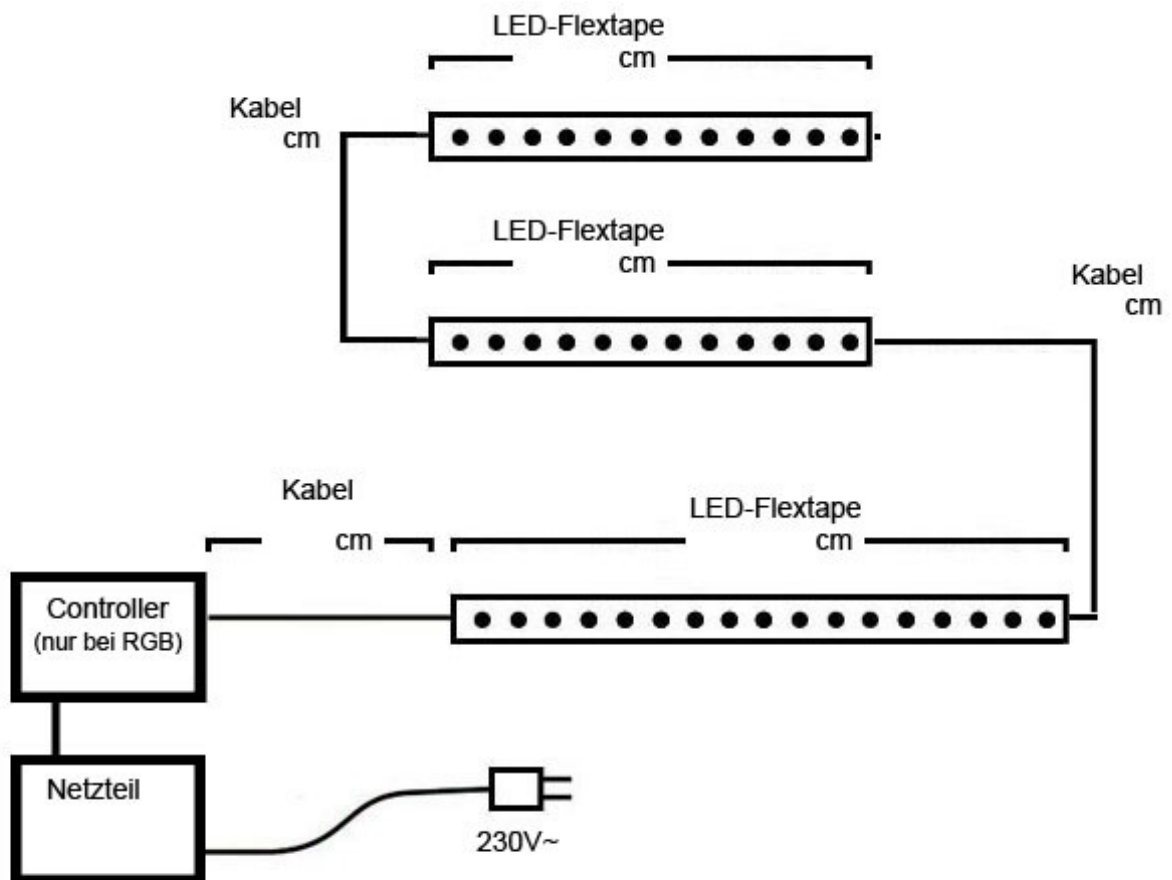 LED-Flextape
cm
Kabel
cm
LED-Flextape
cm
Kabel
cm
Kabel
cm
LED-Flextape
cm
Controller
(nur bei RGB)
Netzteil
230V~